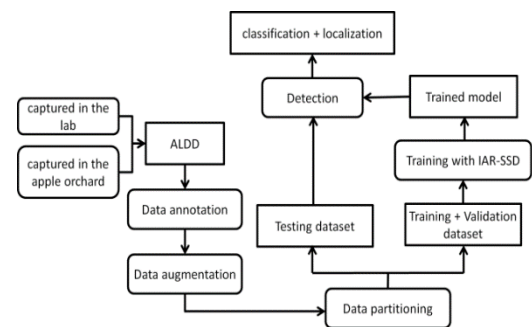 classification + localization
captured in the
lab
captured in the
apple orchard
ALDD
Data annotation
Data augmentation
Data partitioning
Testing dataset
Training + Validation
dataset
Training with IAR-SSD
Trained model
Detection